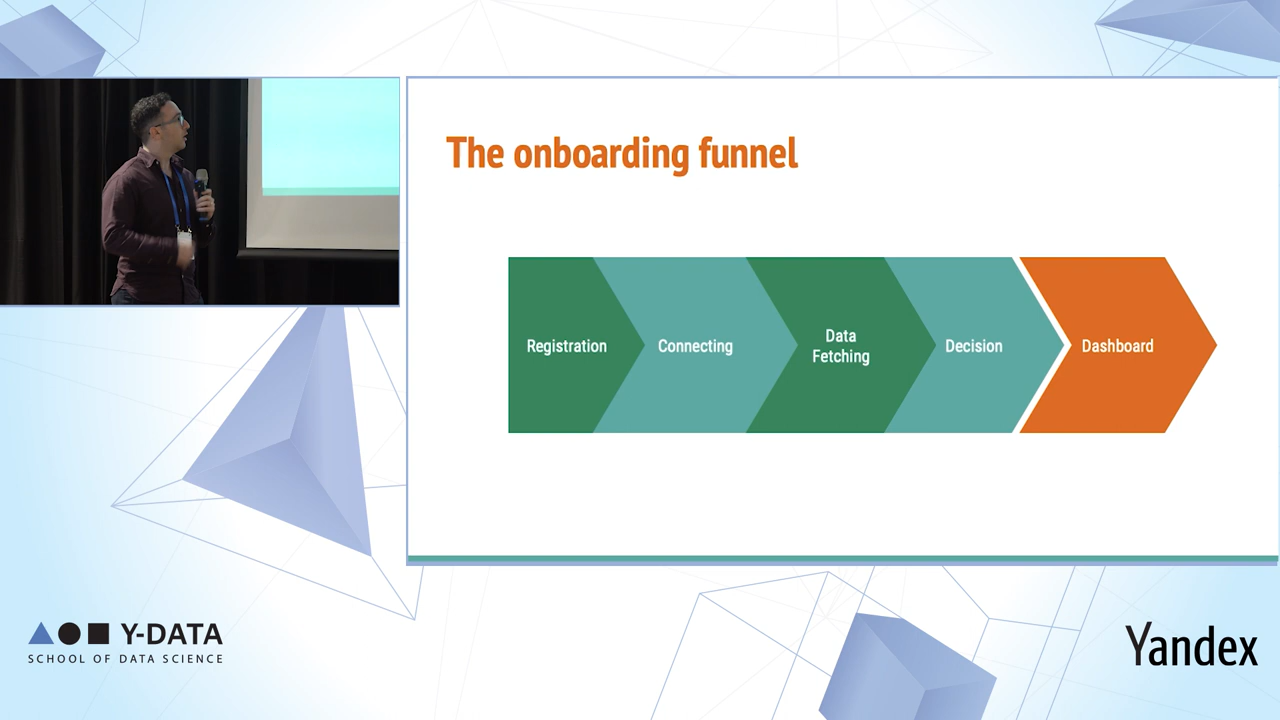 The onboarding funnel
Registration
Connecting
Data
Fetching
Decision
Dashboard
Y-DATA
SCHOOL OF DATA SCIENCE
Yandex